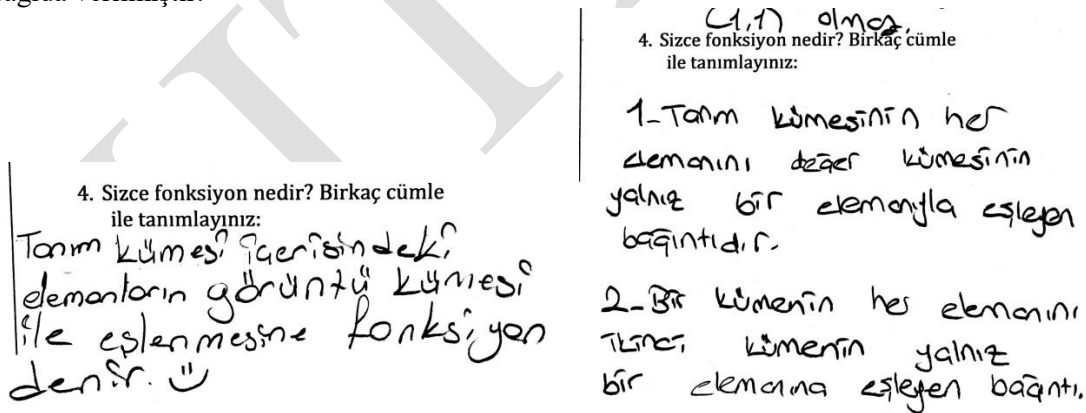 aşağıda verilmiştir.
4. Sizce fonksiyon nedir? Birkaç cümle
ile tanımlayınız:
Tanım kümesi içerisindeki
elemanların görüntü kümesi
ile eşlenmesine fonksiyon
denir. ü
(1,1) olmaz.
4. Sizce fonksiyon nedir? Birkaç cümle
ile tanımlayınız:
1-Tanım kümesinin her
elemanını değer kümesinin
yalnız bir elemanıyla eşleyen
bağıntıdır.
2-Bir kümenin her elemanını
ikinci kümenin yalnız
bir elemanına eşleyen bağıntı.